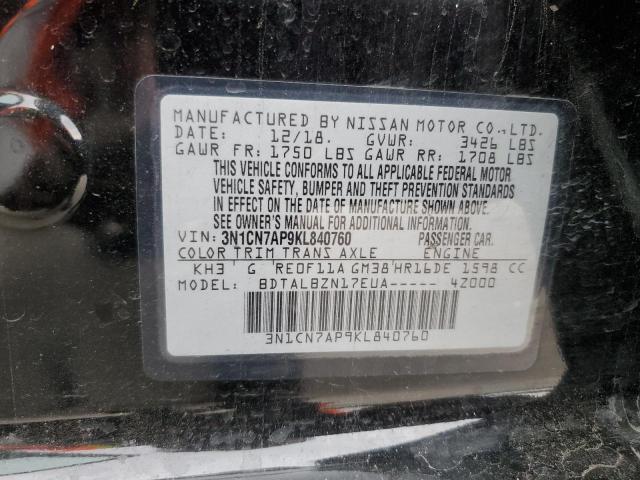 MANUFACTURED BY NISSAN MOTOR CO.,LTD.
DATE: 12/18. GVWR: 3426 LBS
GAWR FR: 1750 LBS GAWR RR: 1708 LBS
THIS VEHICLE CONFORMS TO ALL APPLICABLE FEDERAL MOTOR
VEHICLE SAFETY, BUMPER AND THEFT PREVENTION STANDARDS
IN EFFECT ON THE DATE OF MANUFACTURE SHOWN ABOVE.
SEE OWNER'S MANUAL FOR ADDITIONAL INFORMATION.
VIN: 3N1CN7AP9KL840760 PASSENGER CAR.
COLOR TRIM TRANS AXLE ENGINE
KH3 G RE0F11A GM38 HR16DE 1598 CC
MODEL: BDTALBZN17EUA----- 42000
3N1CN7AP9KL840760